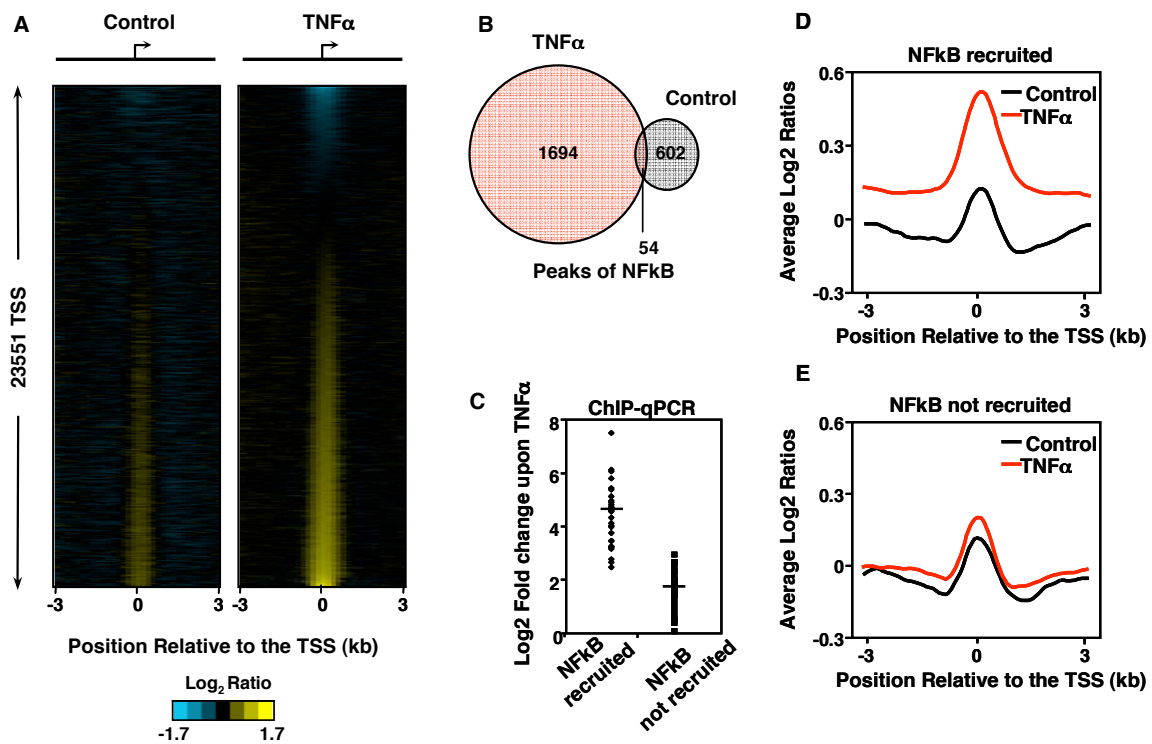 A
Control
TNFα
23551 TSS
-3
0
3
-3
0
3
Position Relative to the TSS (kb)
Log2 Ratio
-1.7
1.7
B
TNFα
Control
1694
602
54
Peaks of NFkB
C
ChIP-qPCR
Log2 Fold change upon TNFα
8
6
4
2
0
NFkB
recruited
NFkB
not recruited
D
NFkB recruited
Average Log2 Ratios
0.6
0.3
0
-0.3
Control
TNFα
-3
0
3
Position Relative to the TSS (kb)
E
NFkB not recruited
Average Log2 Ratios
0.6
0.3
0
-0.3
Control
TNFα
-3
0
3
Position Relative to the TSS (kb)